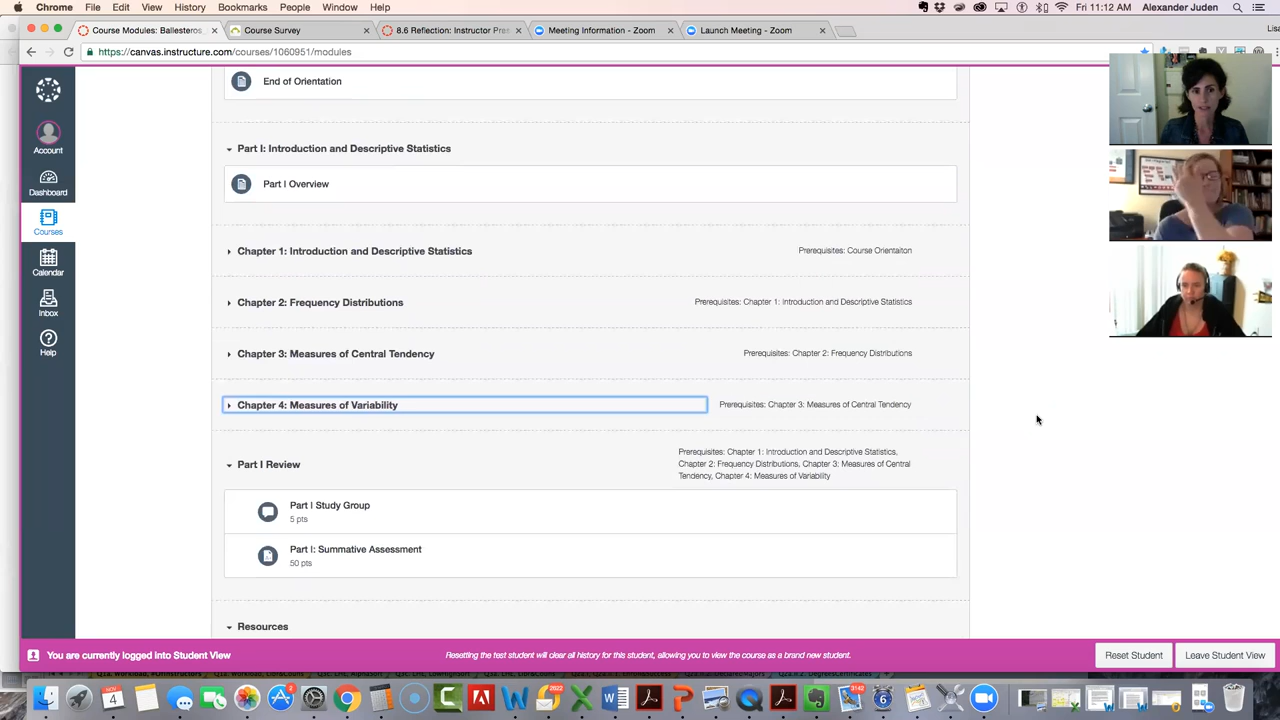 Chrome File Edit View History Bookmarks People Window Help Fri 11:12 AM Alexander Juden
Course Modules: Ballesteros, Course Survey 8.6 Reflection: Instructor Pres Meeting Information - Zoom Launch Meeting - Zoom Lisa
https://canvas.instructure.com/courses/1060951/modules
Account
Dashboard
Courses
Calendar
Inbox
Help
End of Orientation
Part I: Introduction and Descriptive Statistics
Part I Overview
Chapter 1: Introduction and Descriptive Statistics Prerequisites: Course Orientaiton
Chapter 2: Frequency Distributions Prerequisites: Chapter 1: Introduction and Descriptive Statistics
Chapter 3: Measures of Central Tendency Prerequisites: Chapter 2: Frequency Distributions
Chapter 4: Measures of Variability Prerequisites: Chapter 3: Measures of Central Tendency
Part I Review
Prerequisites: Chapter 1: Introduction and Descriptive Statistics,
Chapter 2: Frequency Distributions, Chapter 3: Measures of Central
Tendency, Chapter 4: Measures of Variability
Part I Study Group
5 pts
Part I: Summative Assessment
50 pts
Resources
You are currently logged into Student View Resetting the test student will clear all history for this student, allowing you to view the course as a brand new student. Reset Student Leave Student View
NOV
4
2
2622
3142
6